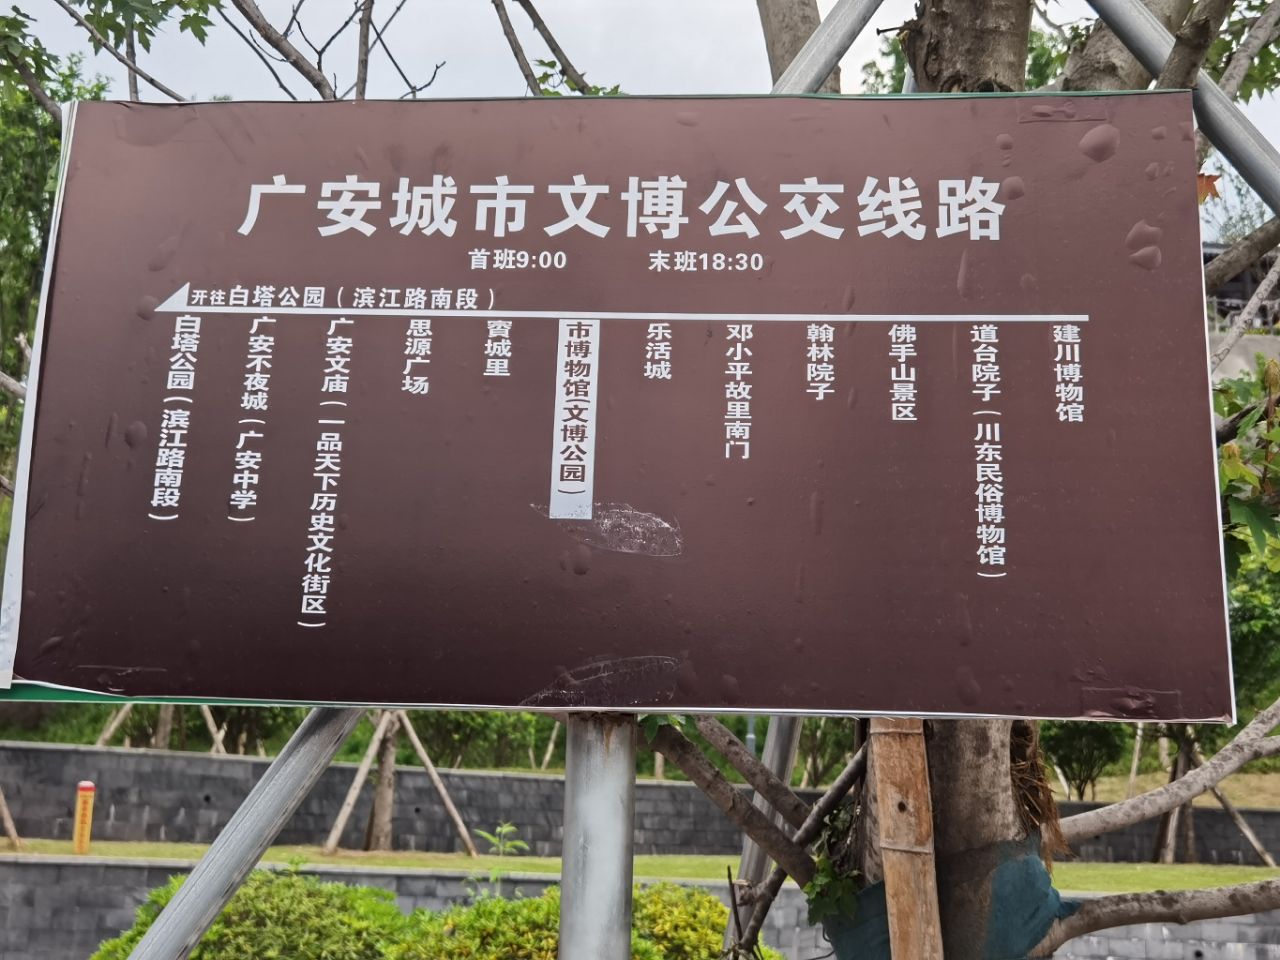 广安城市文博公交线路
首班9:00 末班18:30
开往白塔公园（滨江路南段）
白塔公园（滨江路南段）
广安不夜城（广安中学）
广安文庙（一品天下历史文化街区）
思源广场
賨城里
市博物馆（文博公园）
乐活城
邓小平故里南门
翰林院子
佛手山景区
道台院子（川东民俗博物馆）
建川博物馆